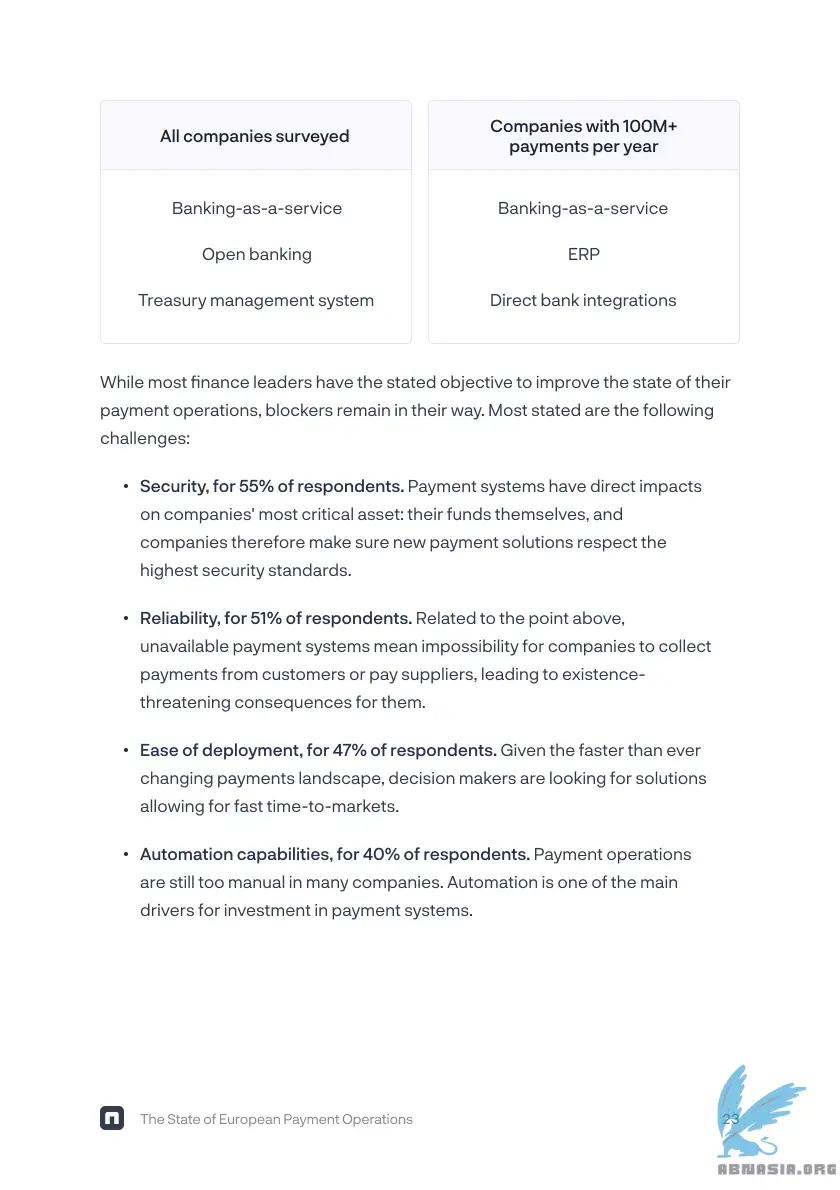 All companies surveyed
Banking-as-a-service
Open banking
Treasury management system
Companies with 100M+
payments per year
Banking-as-a-service
ERP
Direct bank integrations
While most finance leaders have the stated objective to improve the state of their
payment operations, blockers remain in their way. Most stated are the following
challenges:
• Security, for 55% of respondents. Payment systems have direct impacts
on companies' most critical asset: their funds themselves, and
companies therefore make sure new payment solutions respect the
highest security standards.
• Reliability, for 51% of respondents. Related to the point above,
unavailable payment systems mean impossibility for companies to collect
payments from customers or pay suppliers, leading to existence-
threatening consequences for them.
• Ease of deployment, for 47% of respondents. Given the faster than ever
changing payments landscape, decision makers are looking for solutions
allowing for fast time-to-markets.
• Automation capabilities, for 40% of respondents. Payment operations
are still too manual in many companies. Automation is one of the main
drivers for investment in payment systems.
The State of European Payment Operations
23
ABNASIA.ORG